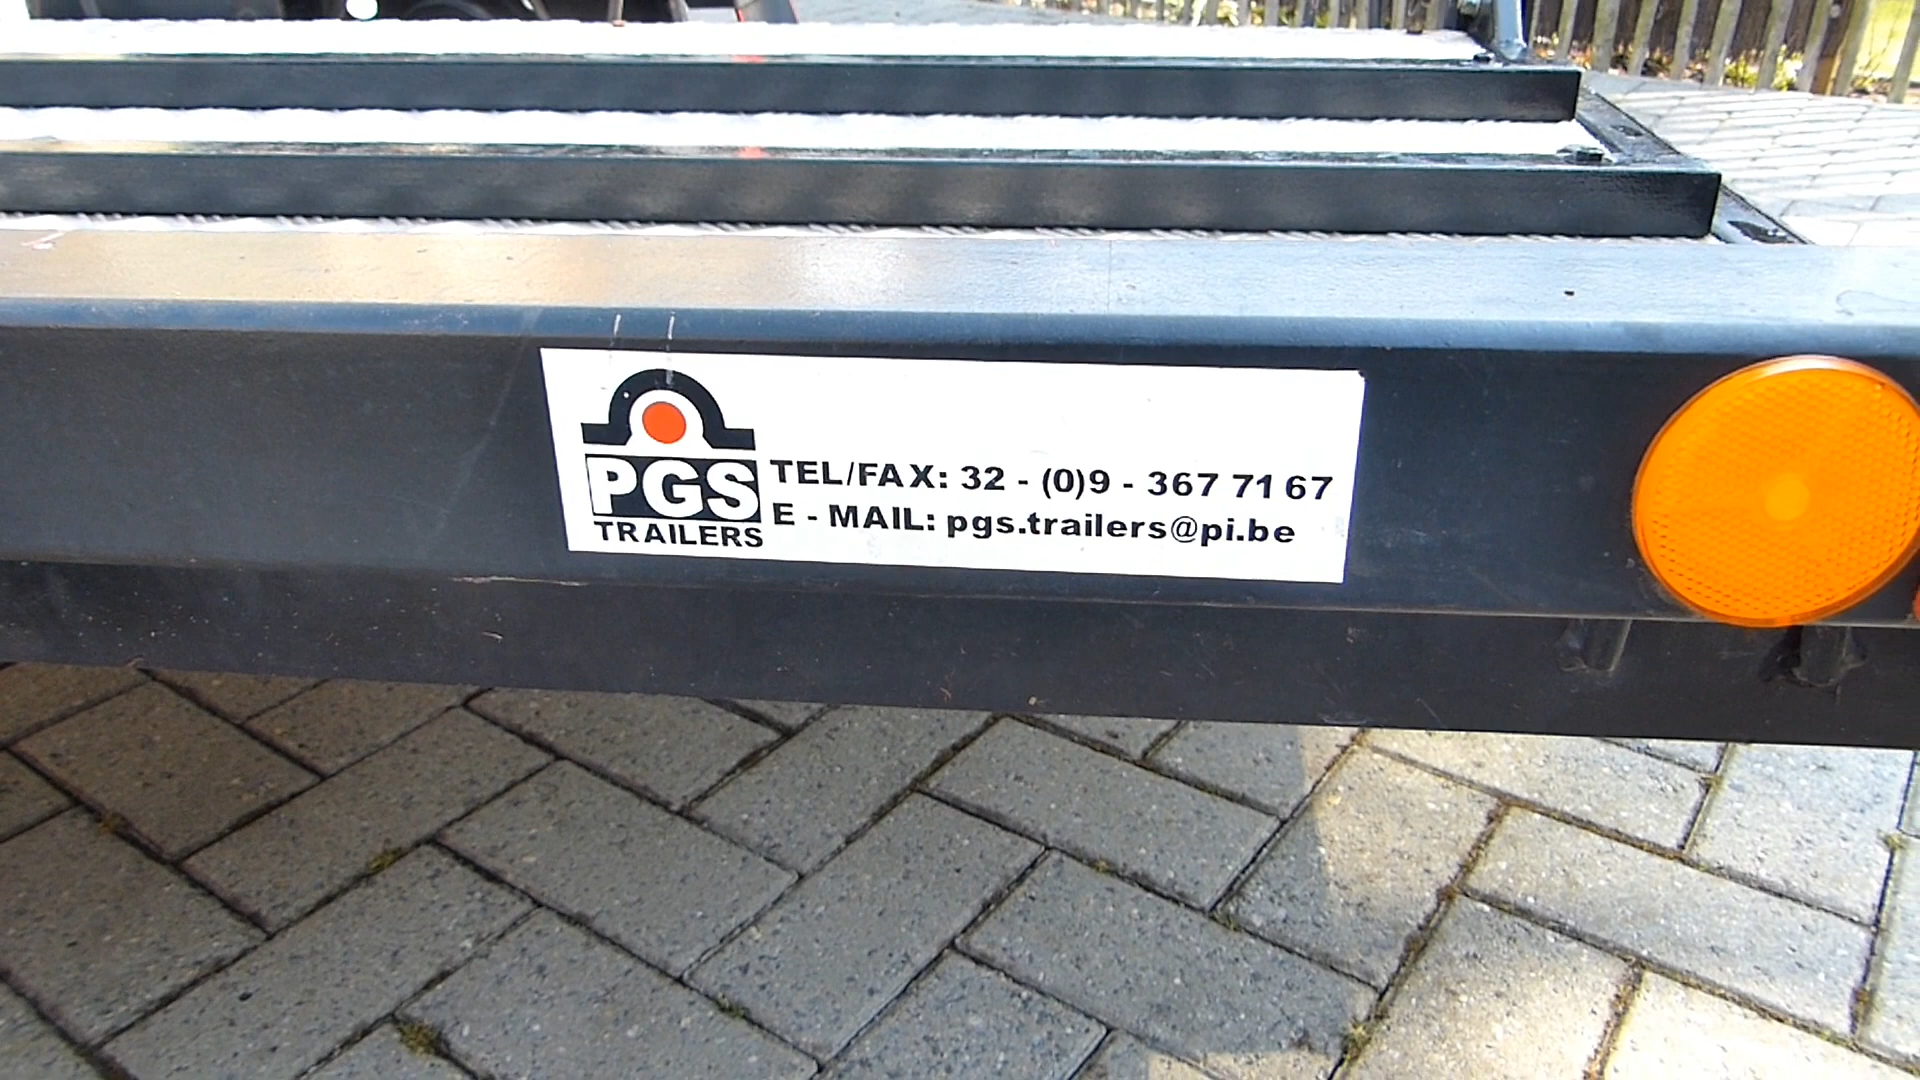 PGS
TRAILERS
TEL/FAX: 32 - (0)9 - 367 71 67
E - MAIL: pgs.trailers@pi.be